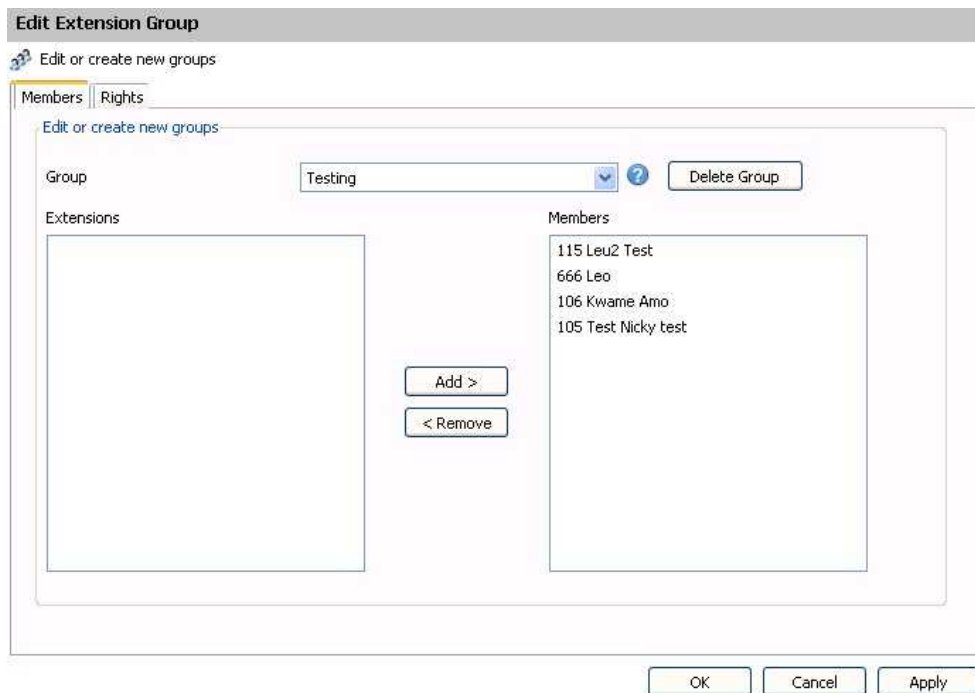 Edit Extension Group
Edit or create new groups
Members Rights
Edit or create new groups
Group Testing ? Delete Group
Extensions Members
115 Leu2 Test
666 Leo
106 Kwame Amo
105 Test Nicky test
Add >
< Remove
OK Cancel Apply